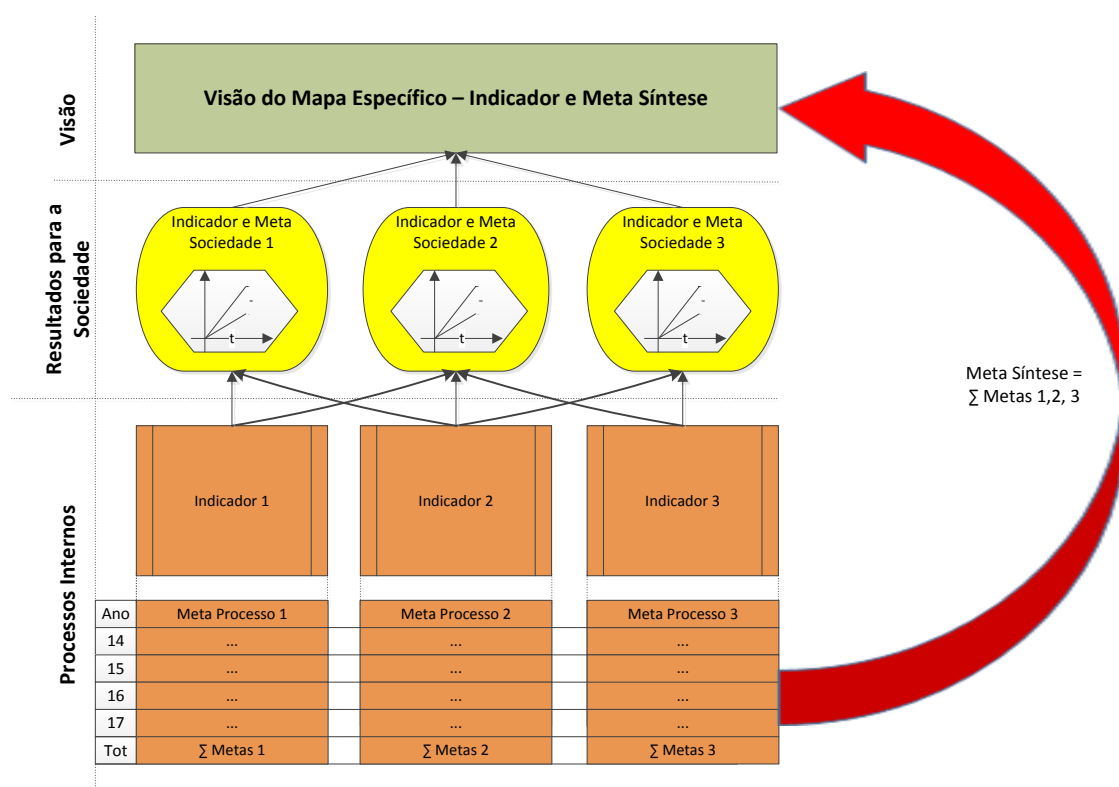 Visão
Visão do Mapa Específico – Indicador e Meta Síntese
Resultados para a
Sociedade
Indicador e Meta
Sociedade 1
t
Indicador e Meta
Sociedade 2
t
Indicador e Meta
Sociedade 3
t
Meta Síntese =
∑ Metas 1,2, 3
Processos Internos
Indicador 1
Indicador 2
Indicador 3
Ano Meta Processo 1 Meta Processo 2 Meta Processo 3
14 ... ... ...
15 ... ... ...
16 ... ... ...
17 ... ... ...
Tot ∑ Metas 1 ∑ Metas 2 ∑ Metas 3